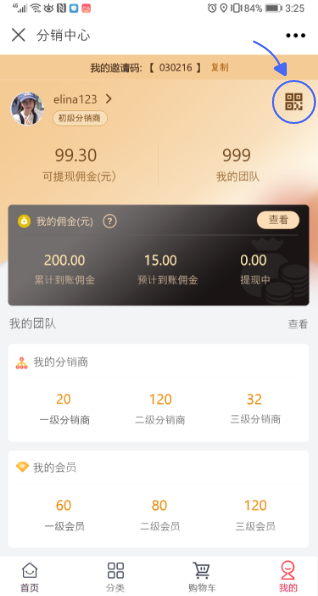 84% 3:25
分销中心
我的邀请码: 【 030216 】 复制
elina123
初级分销商
99.30 999
可提现佣金(元) 我的团队
我的佣金(元) ? 查看
200.00 15.00 0.00
累计到账佣金 预计到账佣金 提现中
我的团队 查看
我的分销商
20 120 32
一级分销商 二级分销商 三级分销商
我的会员
60 80 120
一级会员 二级会员 三级会员
首页 分类 购物车 我的